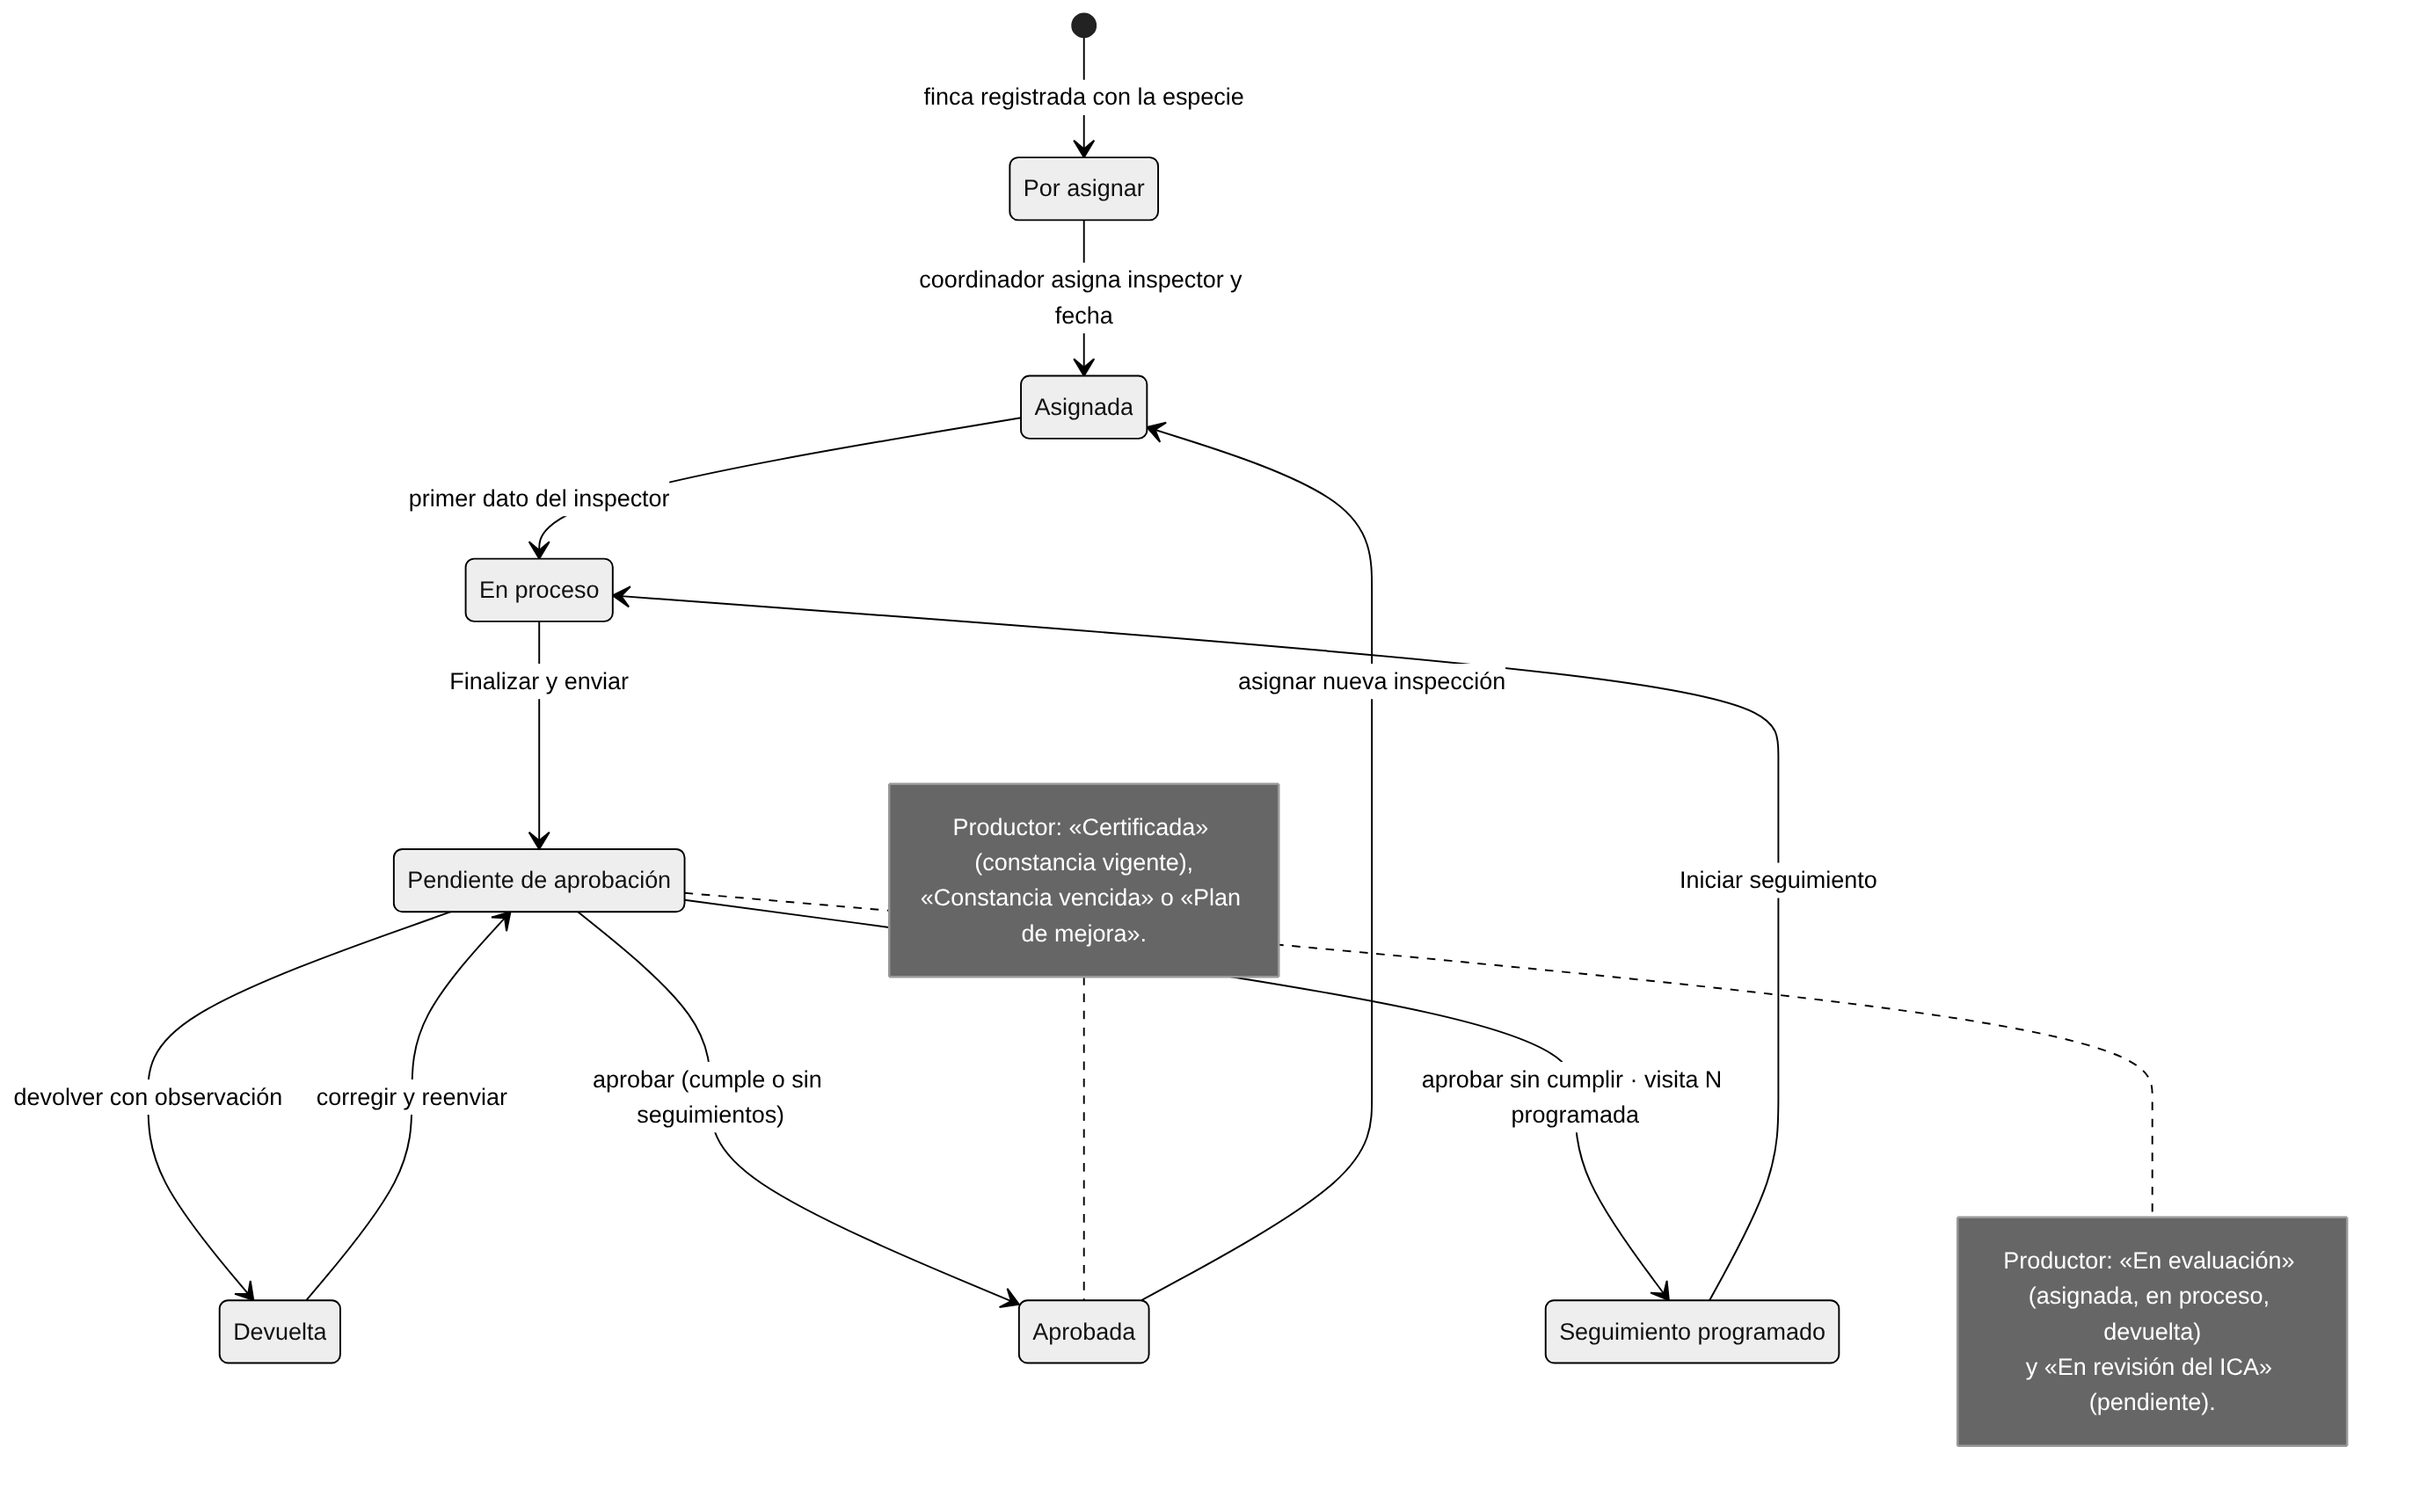 finca registrada con la especie
Por asignar
coordinador asigna inspector y
fecha
Asignada
primer dato del inspector
En proceso
Finalizar y enviar
asignar nueva inspección
Productor: «Certificada»
(constancia vigente),
«Constancia vencida» o «Plan
de mejora».
Pendiente de aprobación
Iniciar seguimiento
devolver con observación
corregir y reenviar
aprobar (cumple o sin
seguimientos)
aprobar sin cumplir · visita N
programada
Devuelta
Aprobada
Seguimiento programado
Productor: «En evaluación»
(asignada, en proceso,
devuelta)
y «En revisión del ICA»
(pendiente).